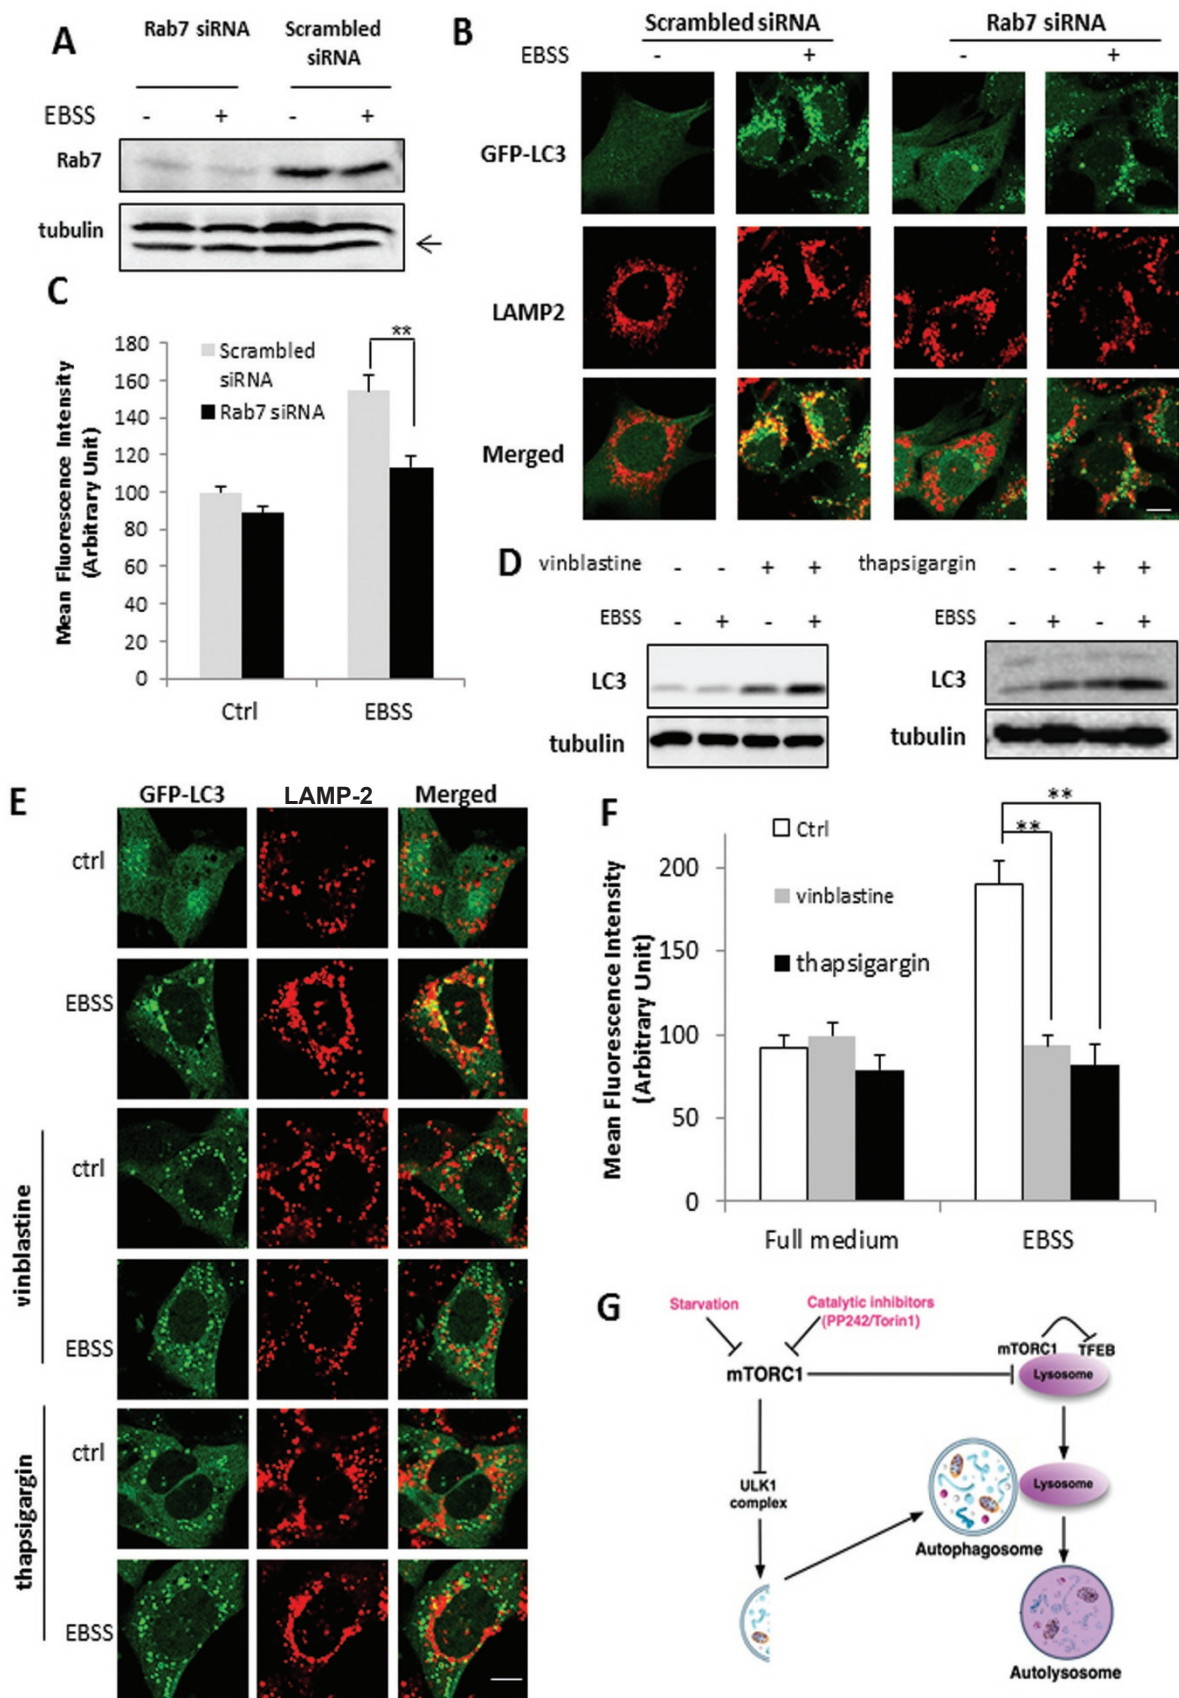 A
Rab7 siRNA
Scrambled
siRNA
EBSS
- + - +
Rab7
tubulin
B
Scrambled siRNA
Rab7 siRNA
EBSS
- + - +
GFP-LC3
LAMP2
Merged
C
Mean Fluorescence Intensity
(Arbitrary Unit)
180
160
140
120
100
80
60
40
20
0
Scrambled
siRNA
Rab7 siRNA
**
Ctrl
EBSS
D
vinblastine - - + +
EBSS - + - +
LC3
tubulin
thapsigargin - - + +
EBSS - + - +
LC3
tubulin
E
GFP-LC3 LAMP-2 Merged
ctrl
EBSS
vinblastine
ctrl
EBSS
thapsigargin
ctrl
EBSS
F
Mean Fluorescence Intensity
(Arbitrary Unit)
200
150
100
50
0
Ctrl
vinblastine
thapsigargin
**
**
Full medium
EBSS
G
Starvation
Catalytic inhibitors
(PP242/Torin1)
mTORC1
mTORC1
TFEB
Lysosome
ULK1
complex
Lysosome
Autophagosome
Autolysosome